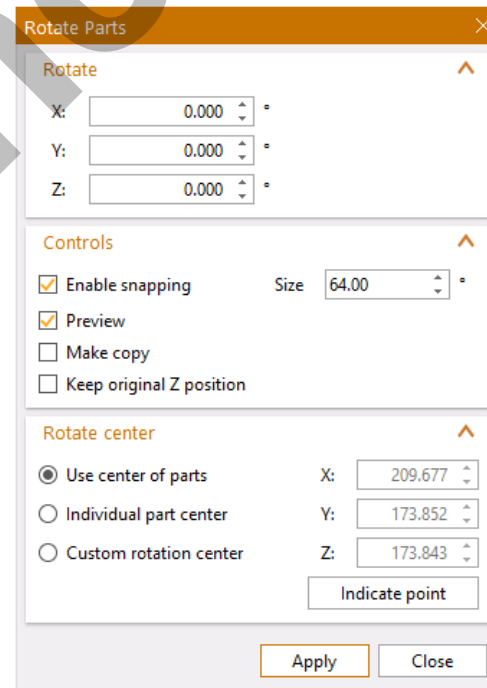 Rotate Parts
Rotate
X: 0.000 °
Y: 0.000 °
Z: 0.000 °
Controls
Enable snapping Size 64.00 °
Preview
Make copy
Keep original Z position
Rotate center
Use center of parts X: 209.677
Individual part center Y: 173.852
Custom rotation center Z: 173.843
Indicate point
Apply Close